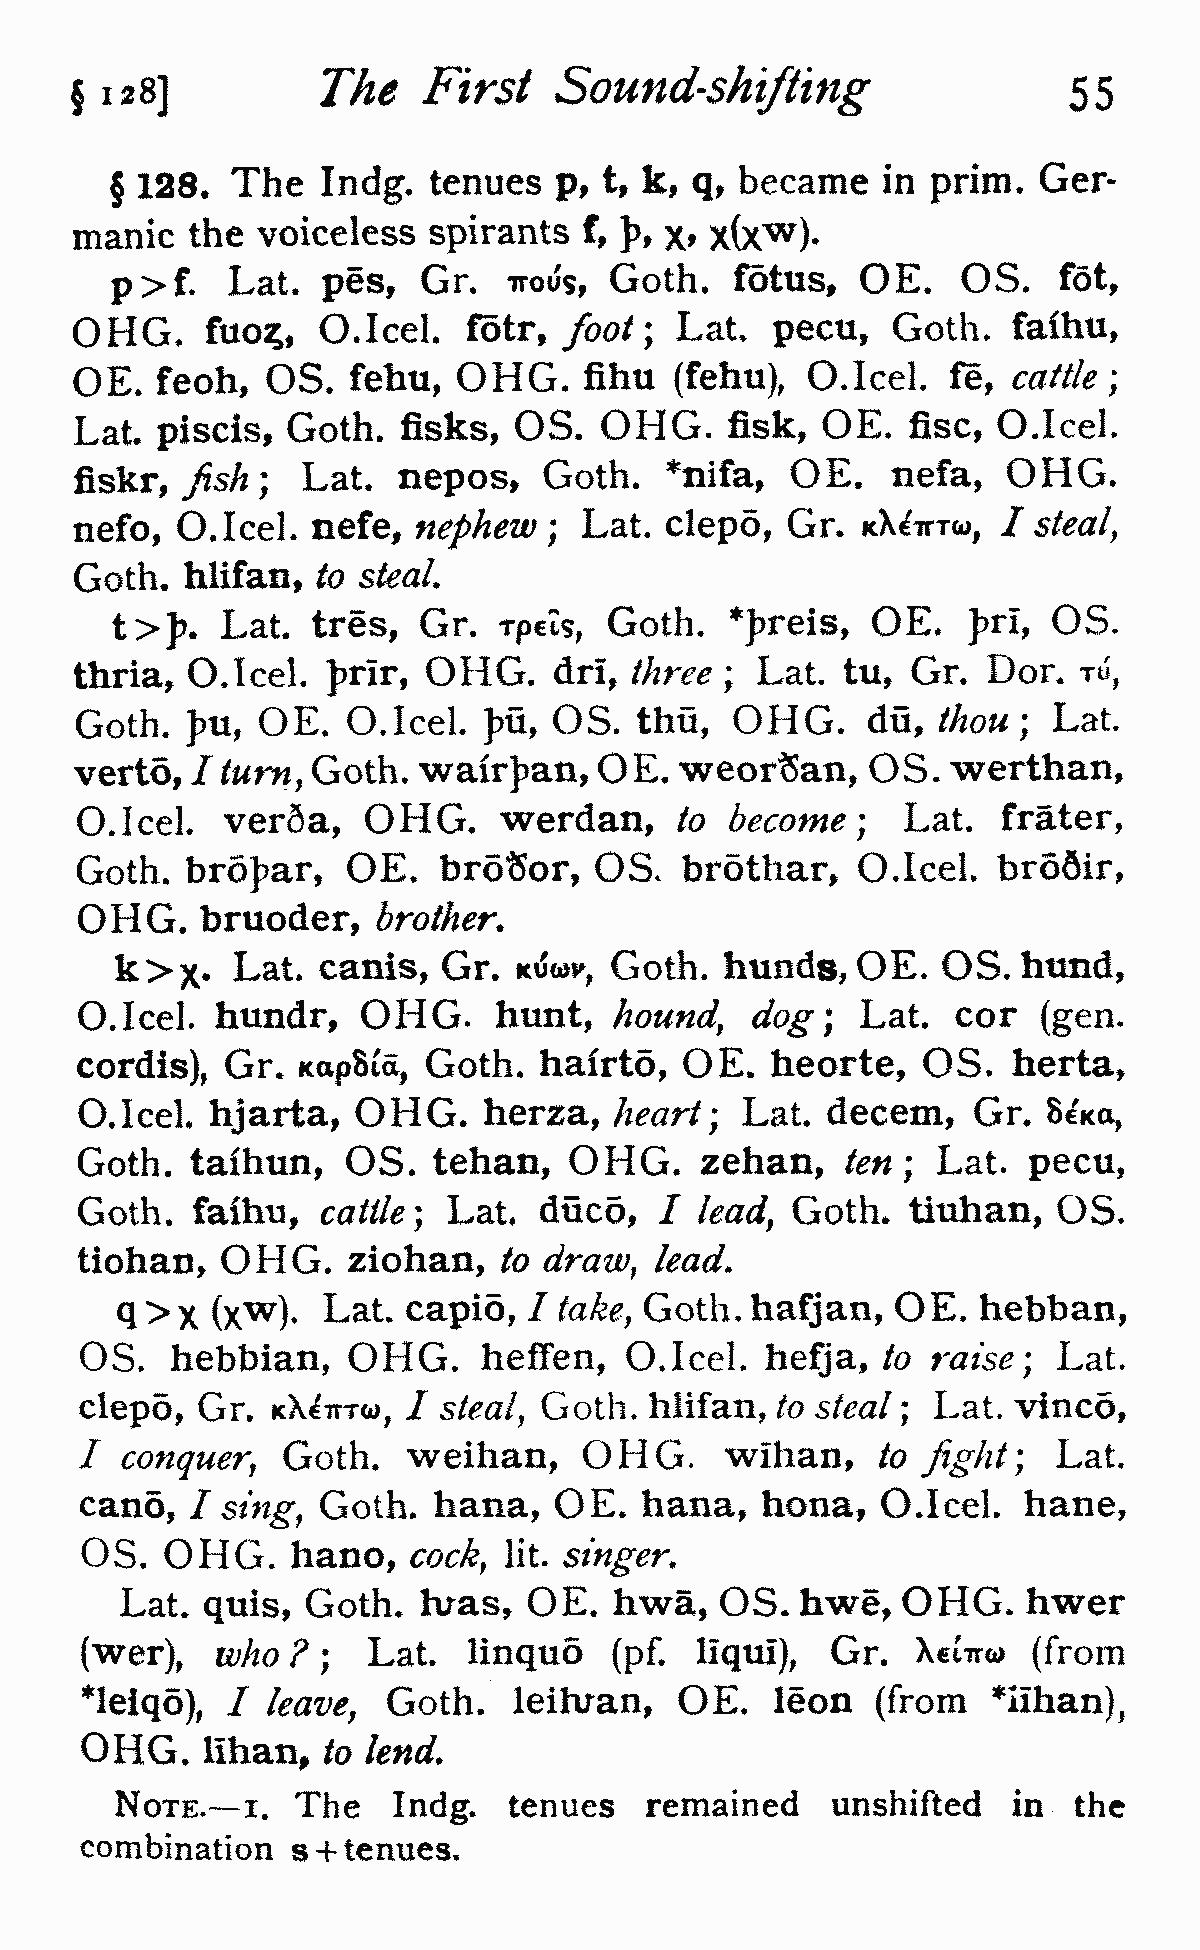 § 128] The First Sound-shifting 55
§ 128. The Indg. tenues p, t, k, q, became in prim. Ger-
manic the voiceless spirants f, þ, χ, χ(χw).
p>f. Lat. pēs, Gr. πούς, Goth. fōtus, OE. OS. fōt,
OHG. fuoȥ, O.Icel. fōtr, foot; Lat. pecu, Goth. faíhu,
OE. feoh, OS. fehu, OHG. fihu (fehu), O.Icel. fē, cattle;
Lat. piscis, Goth. fisks, OS. OHG. fisk, OE. fisc, O.Icel.
fiskr, fish; Lat. nepos, Goth. *nifa, OE. nefa, OHG.
nefo, O.Icel. nefe, nephew; Lat. clepō, Gr. κλέπτω, I steal,
Goth. hlifan, to steal.
t>þ. Lat. trēs, Gr. τρεῖς, Goth. *þreis, OE. þrī, OS.
thria, O.Icel. þrīr, OHG. drī, three; Lat. tu, Gr. Dor. τύ,
Goth. þu, OE. O.Icel. þū, OS. thū, OHG. dū, thou; Lat.
vertō, I turn, Goth. waírþan, OE. weorðan, OS. werthan,
O.Icel. verða, OHG. werdan, to become; Lat. frāter,
Goth. brōþar, OE. brōðor, OS. brōthar, O.Icel. brōðir,
OHG. bruoder, brother.
k>χ. Lat. canis, Gr. κύων, Goth. hunds, OE. OS. hund,
O.Icel. hundr, OHG. hunt, hound, dog; Lat. cor (gen.
cordis), Gr. καρδίᾱ, Goth. haírtō, OE. heorte, OS. herta,
O.Icel. hjarta, OHG. herza, heart; Lat. decem, Gr. δέκα,
Goth. taíhun, OS. tehan, OHG. zehan, ten; Lat. pecu,
Goth. faíhu, cattle; Lat. dūcō, I lead, Goth. tiuhan, OS.
tiohan, OHG. ziohan, to draw, lead.
q>χ (χw). Lat. capiō, I take, Goth. hafjan, OE. hebban,
OS. hebbian, OHG. heffen, O.Icel. hefja, to raise; Lat.
clepō, Gr. κλέπτω, I steal, Goth. hlifan, to steal; Lat. vincō,
I conquer, Goth. weihan, OHG. wīhan, to fight; Lat.
canō, I sing, Goth. hana, OE. hana, hona, O.Icel. hane,
OS. OHG. hano, cock, lit. singer.
Lat. quis, Goth. ƕas, OE. hwā, OS. hwē, OHG. hwer
(wer), who?; Lat. linquō (pf. līquī), Gr. λείπω (from
*leiqō), I leave, Goth. leiƕan, OE. lēon (from *līhan),
OHG. līhan, to lend.
NOTE.—1. The Indg. tenues remained unshifted in the
combination s+tenues.